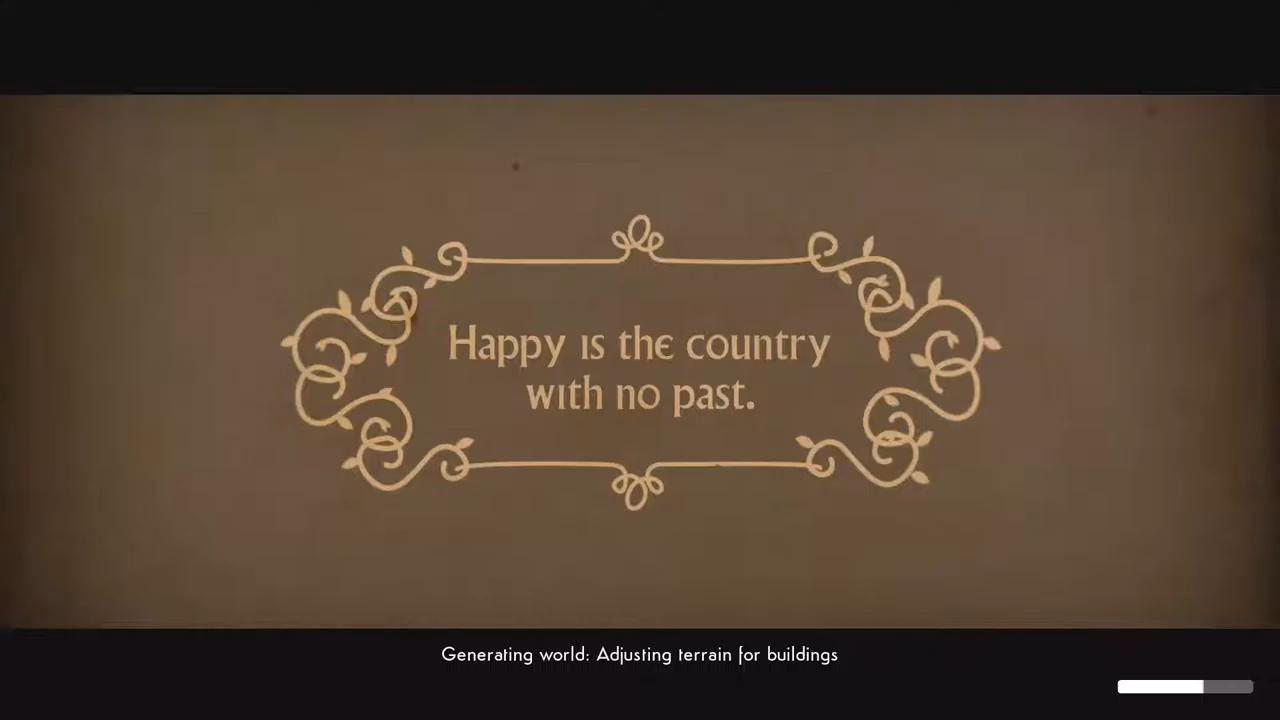 Happy is the country
with no past.
Generating world: Adjusting terrain for buildings